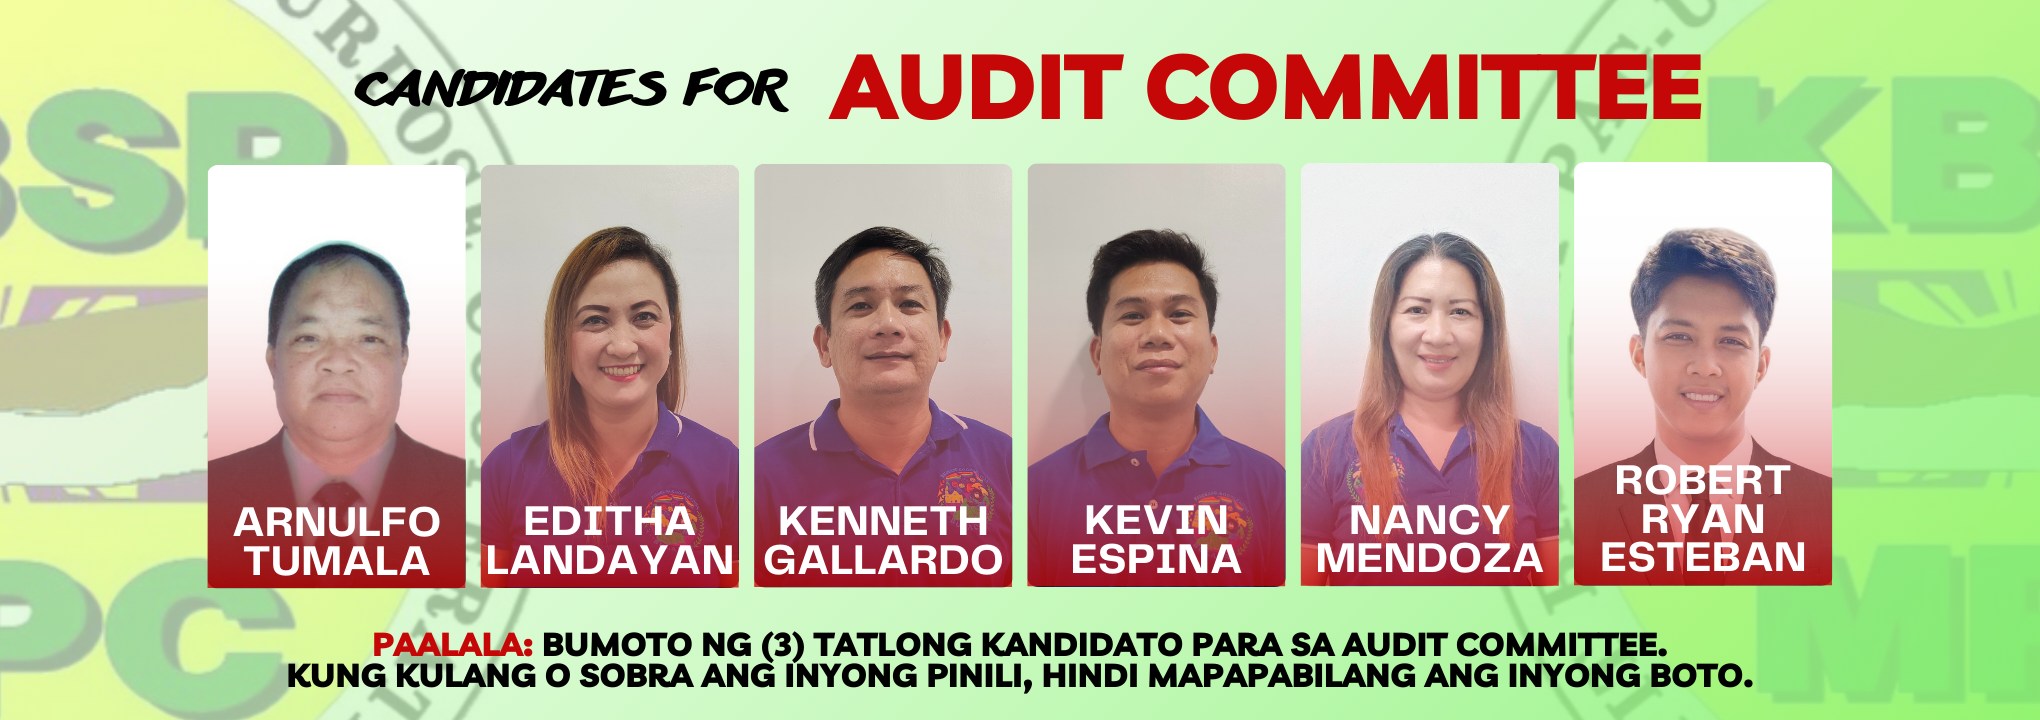 CANDIDATES FOR AUDIT COMMITTEE
ARNULFO
TUMALA
EDITHA
LANDAYAN
KENNETH
GALLARDO
KEVIN
ESPINA
NANCY
MENDOZA
ROBERT
RYAN
ESTEBAN
PAALALA: BUMOTO NG (3) TATLONG KANDIDATO PARA SA AUDIT COMMITTEE.
KUNG KULANG O SOBRA ANG INYONG PINILI, HINDI MAPAPABILANG ANG INYONG BOTO.